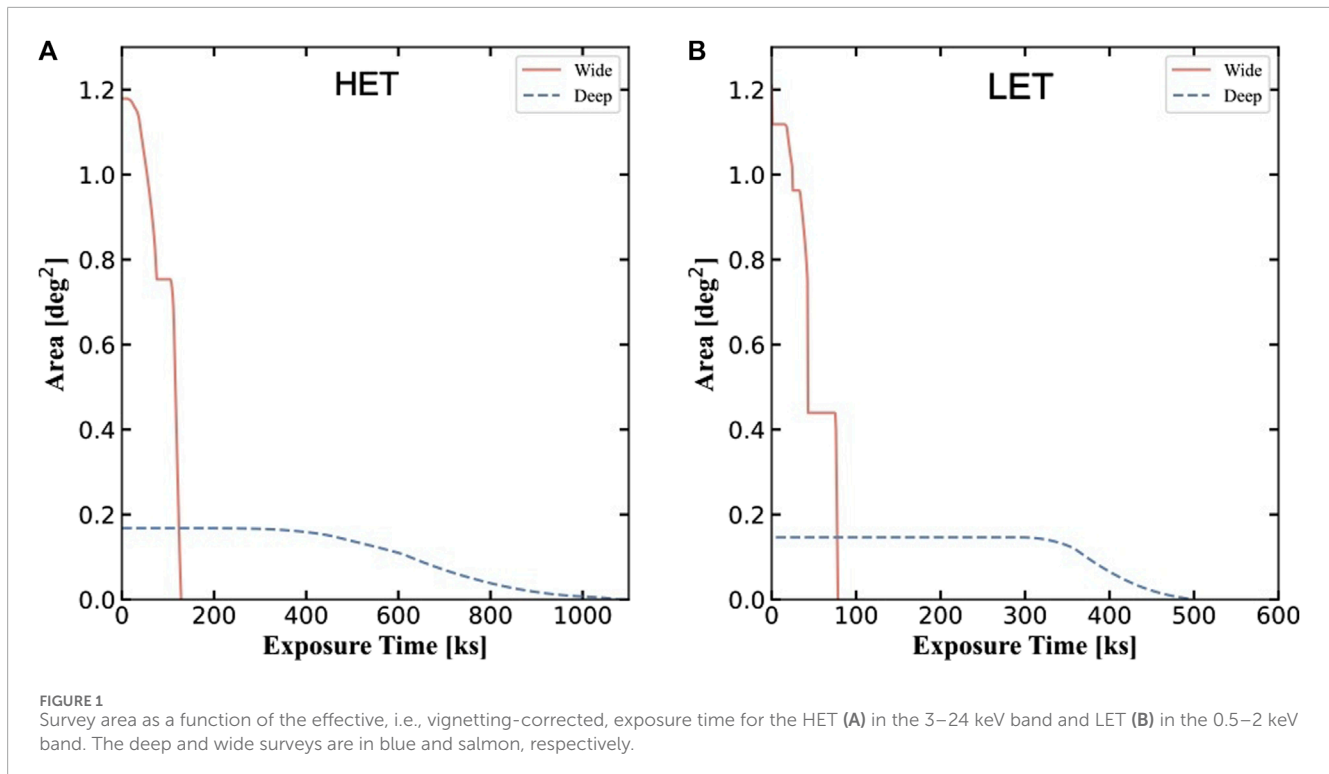 A
HET
Wide
Deep
1.2
1.0
0.8
0.6
0.4
0.2
0.0
Area [deg²]
0 200 400 600 800 1000
Exposure Time [ks]
B
LET
Wide
Deep
1.2
1.0
0.8
0.6
0.4
0.2
0.0
Area [deg²]
0 100 200 300 400 500 600
Exposure Time [ks]
FIGURE 1
Survey area as a function of the effective, i.e., vignetting-corrected, exposure time for the HET (A) in the 3–24 keV band and LET (B) in the 0.5–2 keV
band. The deep and wide surveys are in blue and salmon, respectively.